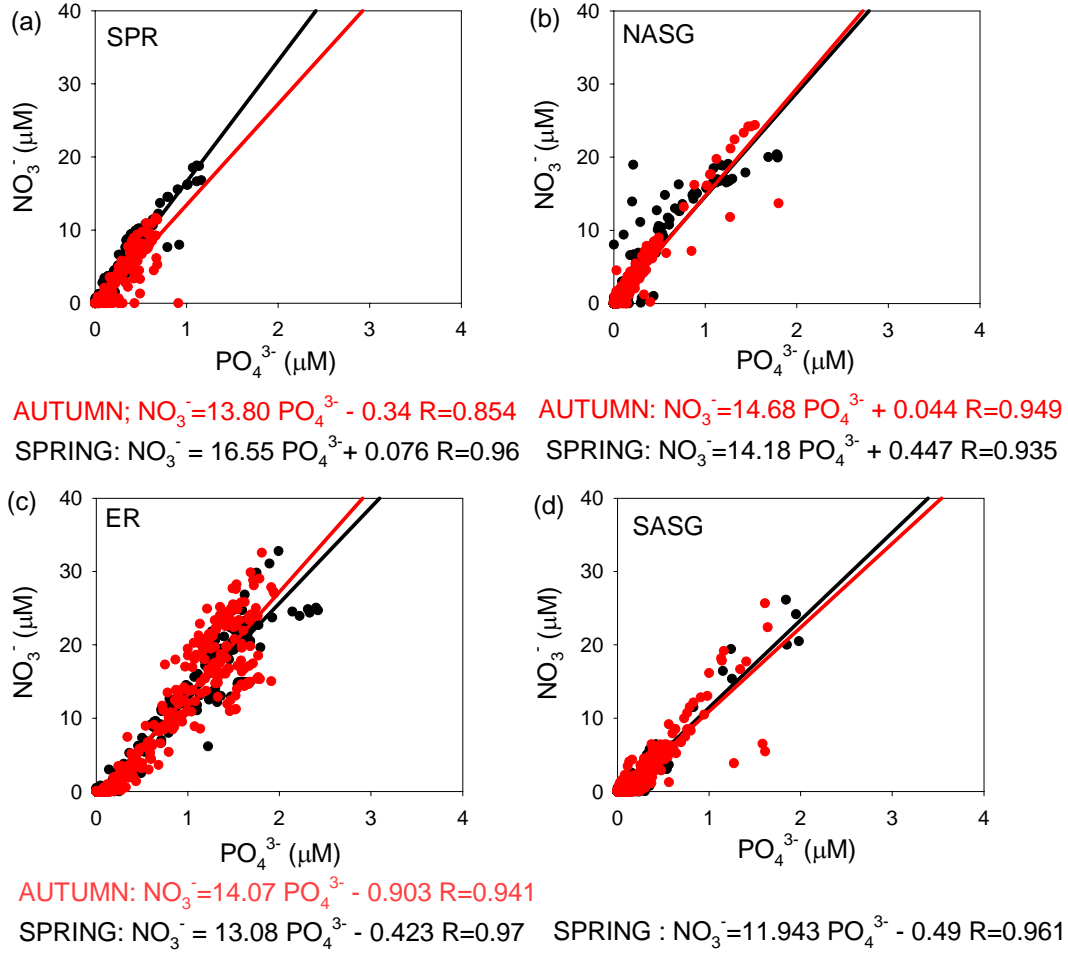 (a)
SPR
40
30
20
10
0
NO₃⁻ (μM)
0 1 2 3 4
PO₄³⁻ (μM)
(b)
NASG
40
30
20
10
0
NO₃⁻ (μM)
0 1 2 3 4
PO₄³⁻ (μM)
AUTUMN; NO₃⁻=13.80 PO₄³⁻ - 0.34 R=0.854
SPRING: NO₃⁻ = 16.55 PO₄³⁻ + 0.076 R=0.96
AUTUMN: NO₃⁻=14.68 PO₄³⁻ + 0.044 R=0.949
SPRING: NO₃⁻=14.18 PO₄³⁻ + 0.447 R=0.935
(c)
ER
40
30
20
10
0
NO₃⁻ (μM)
0 1 2 3 4
PO₄³⁻ (μM)
(d)
SASG
40
30
20
10
0
NO₃⁻ (μM)
0 1 2 3 4
PO₄³⁻ (μM)
AUTUMN: NO₃⁻=14.07 PO₄³⁻ - 0.903 R=0.941
SPRING: NO₃⁻ = 13.08 PO₄³⁻ - 0.423 R=0.97
SPRING : NO₃⁻=11.943 PO₄³⁻ - 0.49 R=0.961